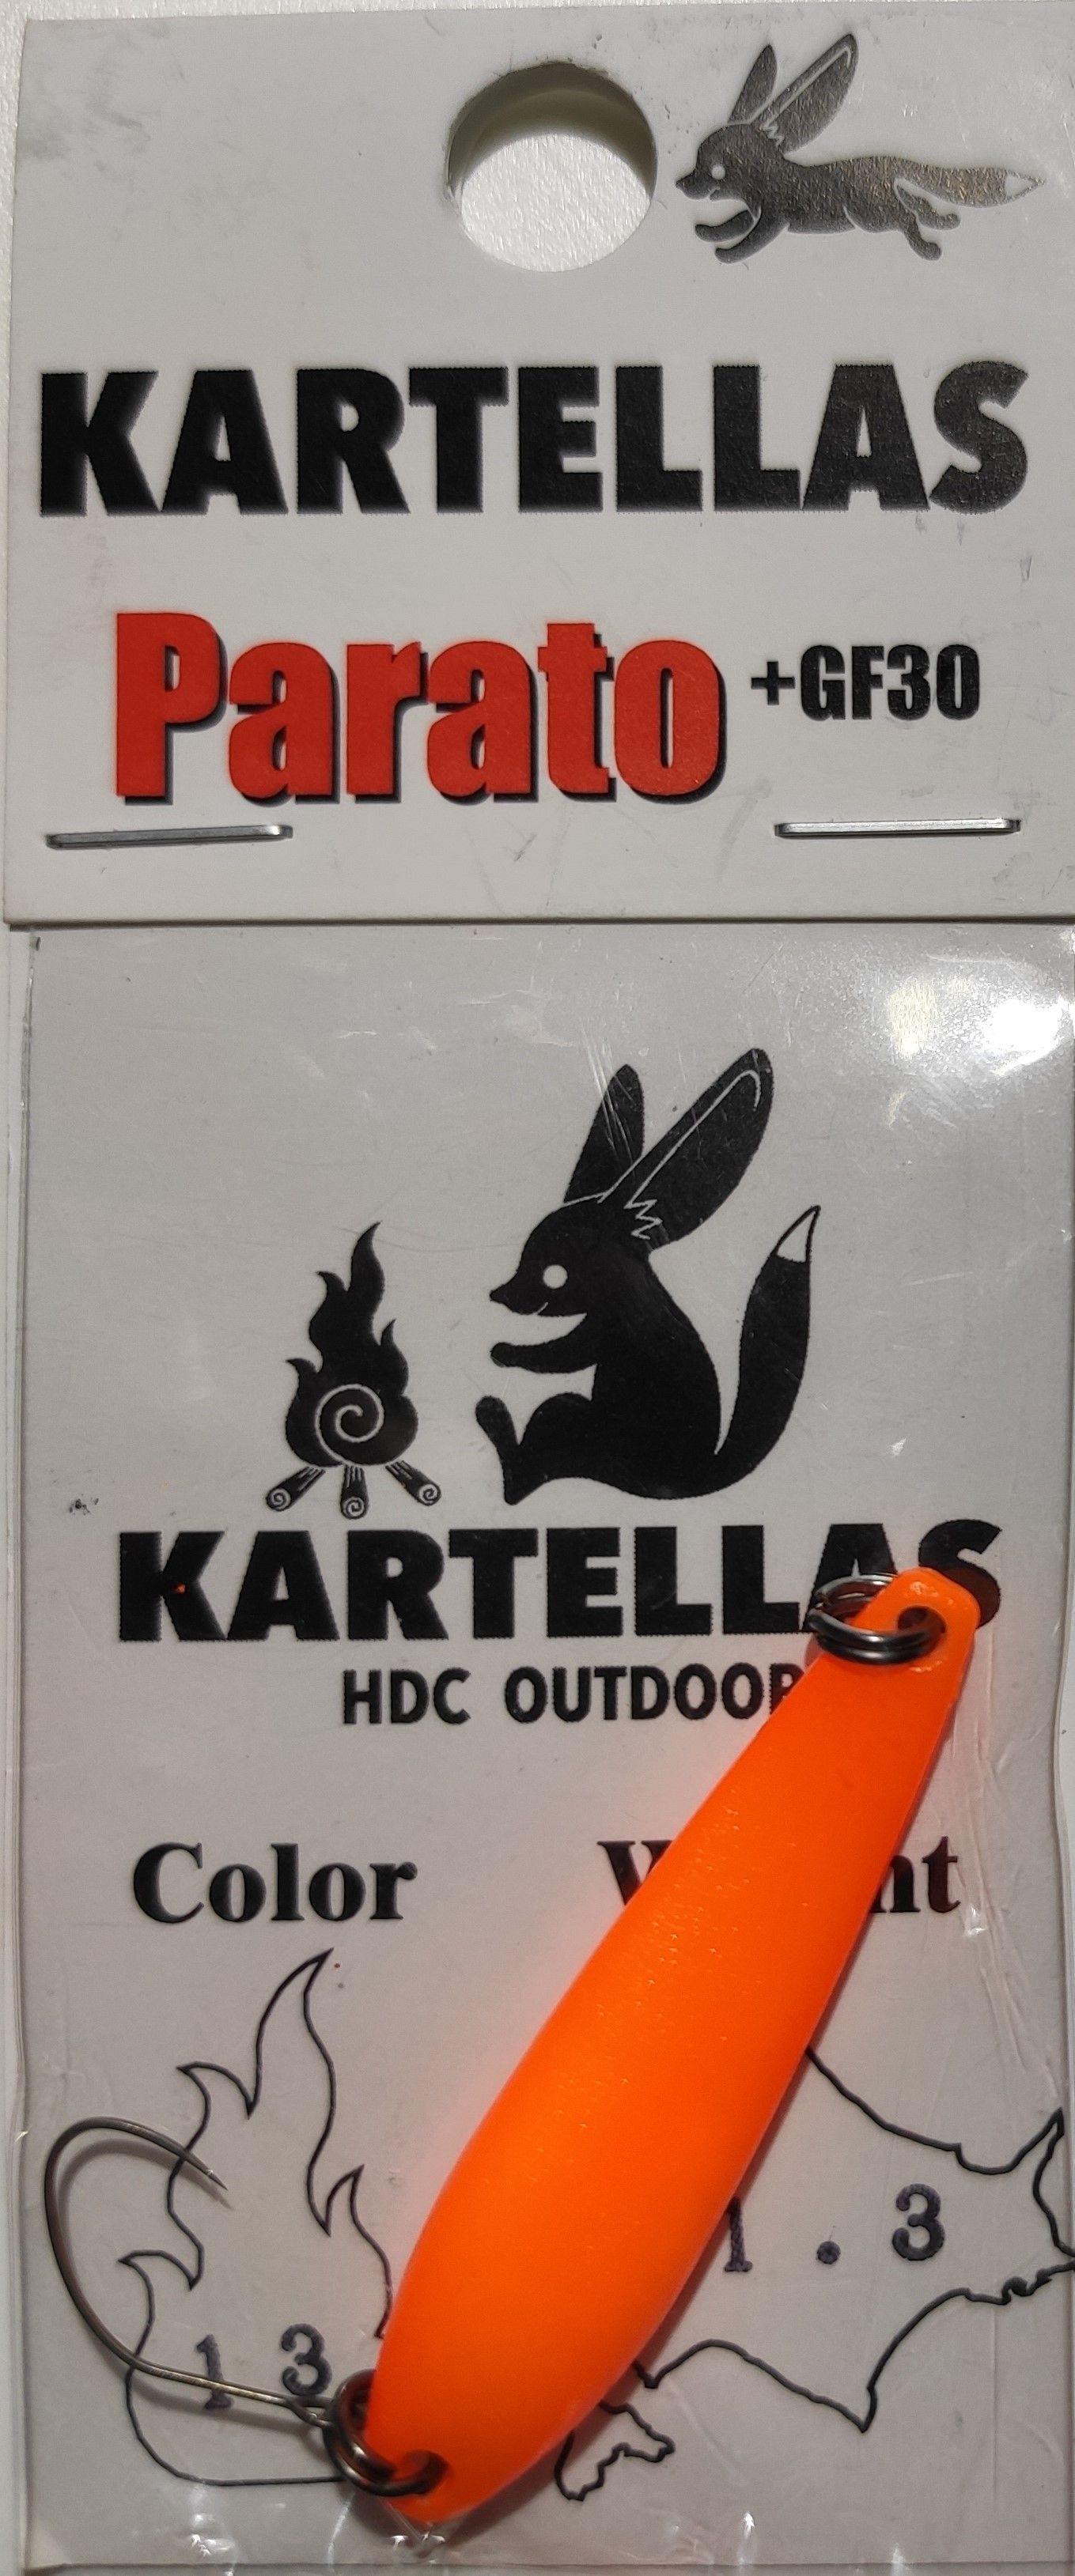 KARTELLAS
Parato +GF30
KARTELLAS
HDC OUTDOOR
Color
1.3
13